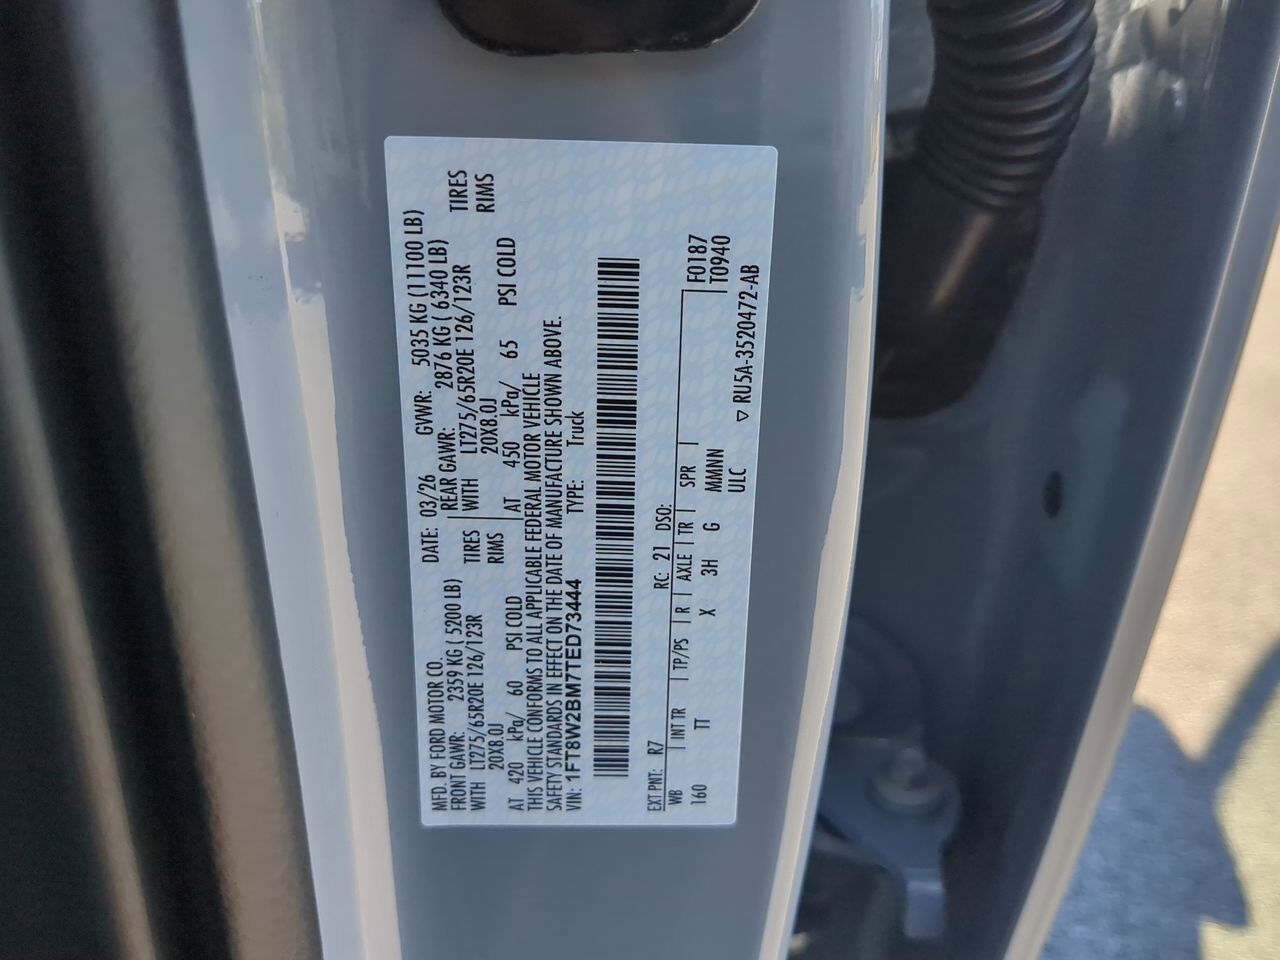 MFD. BY FORD MOTOR CO.
DATE: 03/26 GVWR: 5035 KG (11100 LB)
FRONT GAWR: 2359 KG ( 5200 LB) REAR GAWR: 2876 KG ( 6340 LB)
WITH LT275/65R20E 126/123R TIRES WITH LT275/65R20E 126/123R TIRES
20X8.0J RIMS 20X8.0J RIMS
AT 420 kPa/ 60 PSI COLD AT 450 kPa/ 65 PSI COLD
THIS VEHICLE CONFORMS TO ALL APPLICABLE FEDERAL MOTOR VEHICLE
SAFETY STANDARDS IN EFFECT ON THE DATE OF MANUFACTURE SHOWN ABOVE.
VIN: 1FT8W2BM7TED73444 TYPE: Truck
EXT PNT: R7 RC: 21 DSO:
WB INT TR TP/PS R AXLE TR SPR F0187
160 TT X 3H G MMNN T0940
ULC ▽ RU5A-3520472-AB